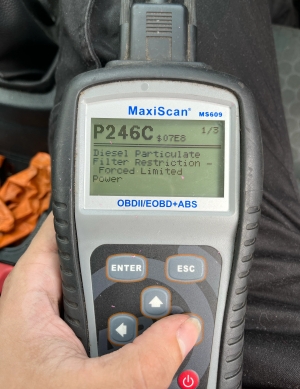 MaxiScan® MS609
P246C $07E8 1/3
Diesel Particulate
Filter Restriction -
Forced Limited
Power
OBDII/EOBD+ABS
ENTER ESC